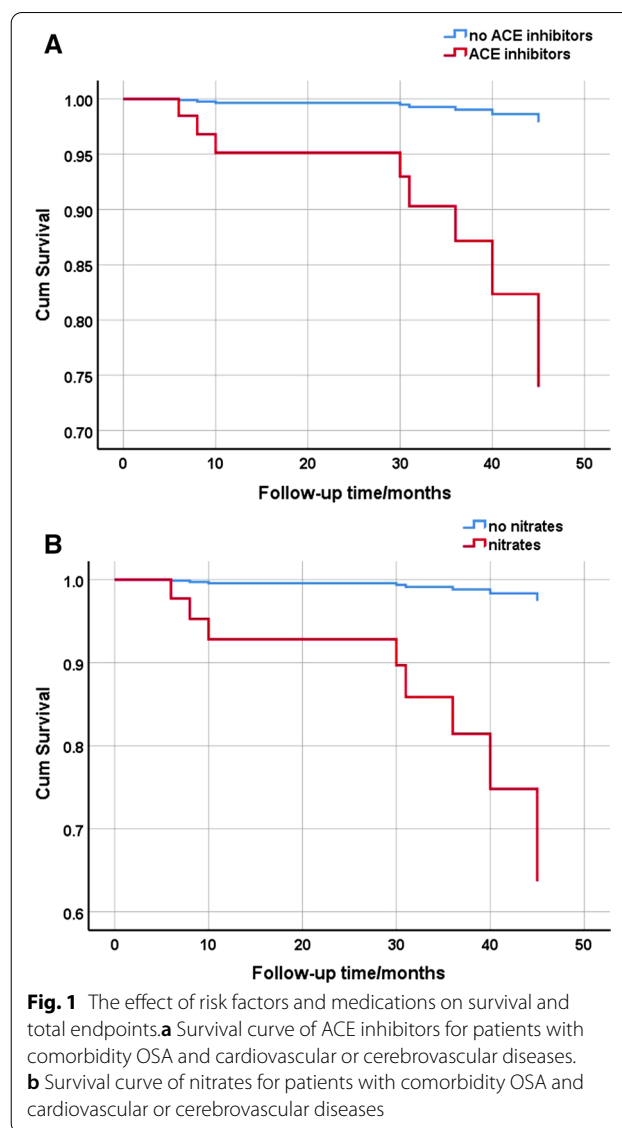 A
no ACE inhibitors
ACE inhibitors
1.00
0.95
0.90
0.85
0.80
0.75
0.70
Cum Survival
0 10 20 30 40 50
Follow-up time/months
B
no nitrates
nitrates
1.0
0.9
0.8
0.7
0.6
Cum Survival
0 10 20 30 40 50
Follow-up time/months
Fig. 1 The effect of risk factors and medications on survival and
total endpoints.a Survival curve of ACE inhibitors for patients with
comorbidity OSA and cardiovascular or cerebrovascular diseases.
b Survival curve of nitrates for patients with comorbidity OSA and
cardiovascular or cerebrovascular diseases